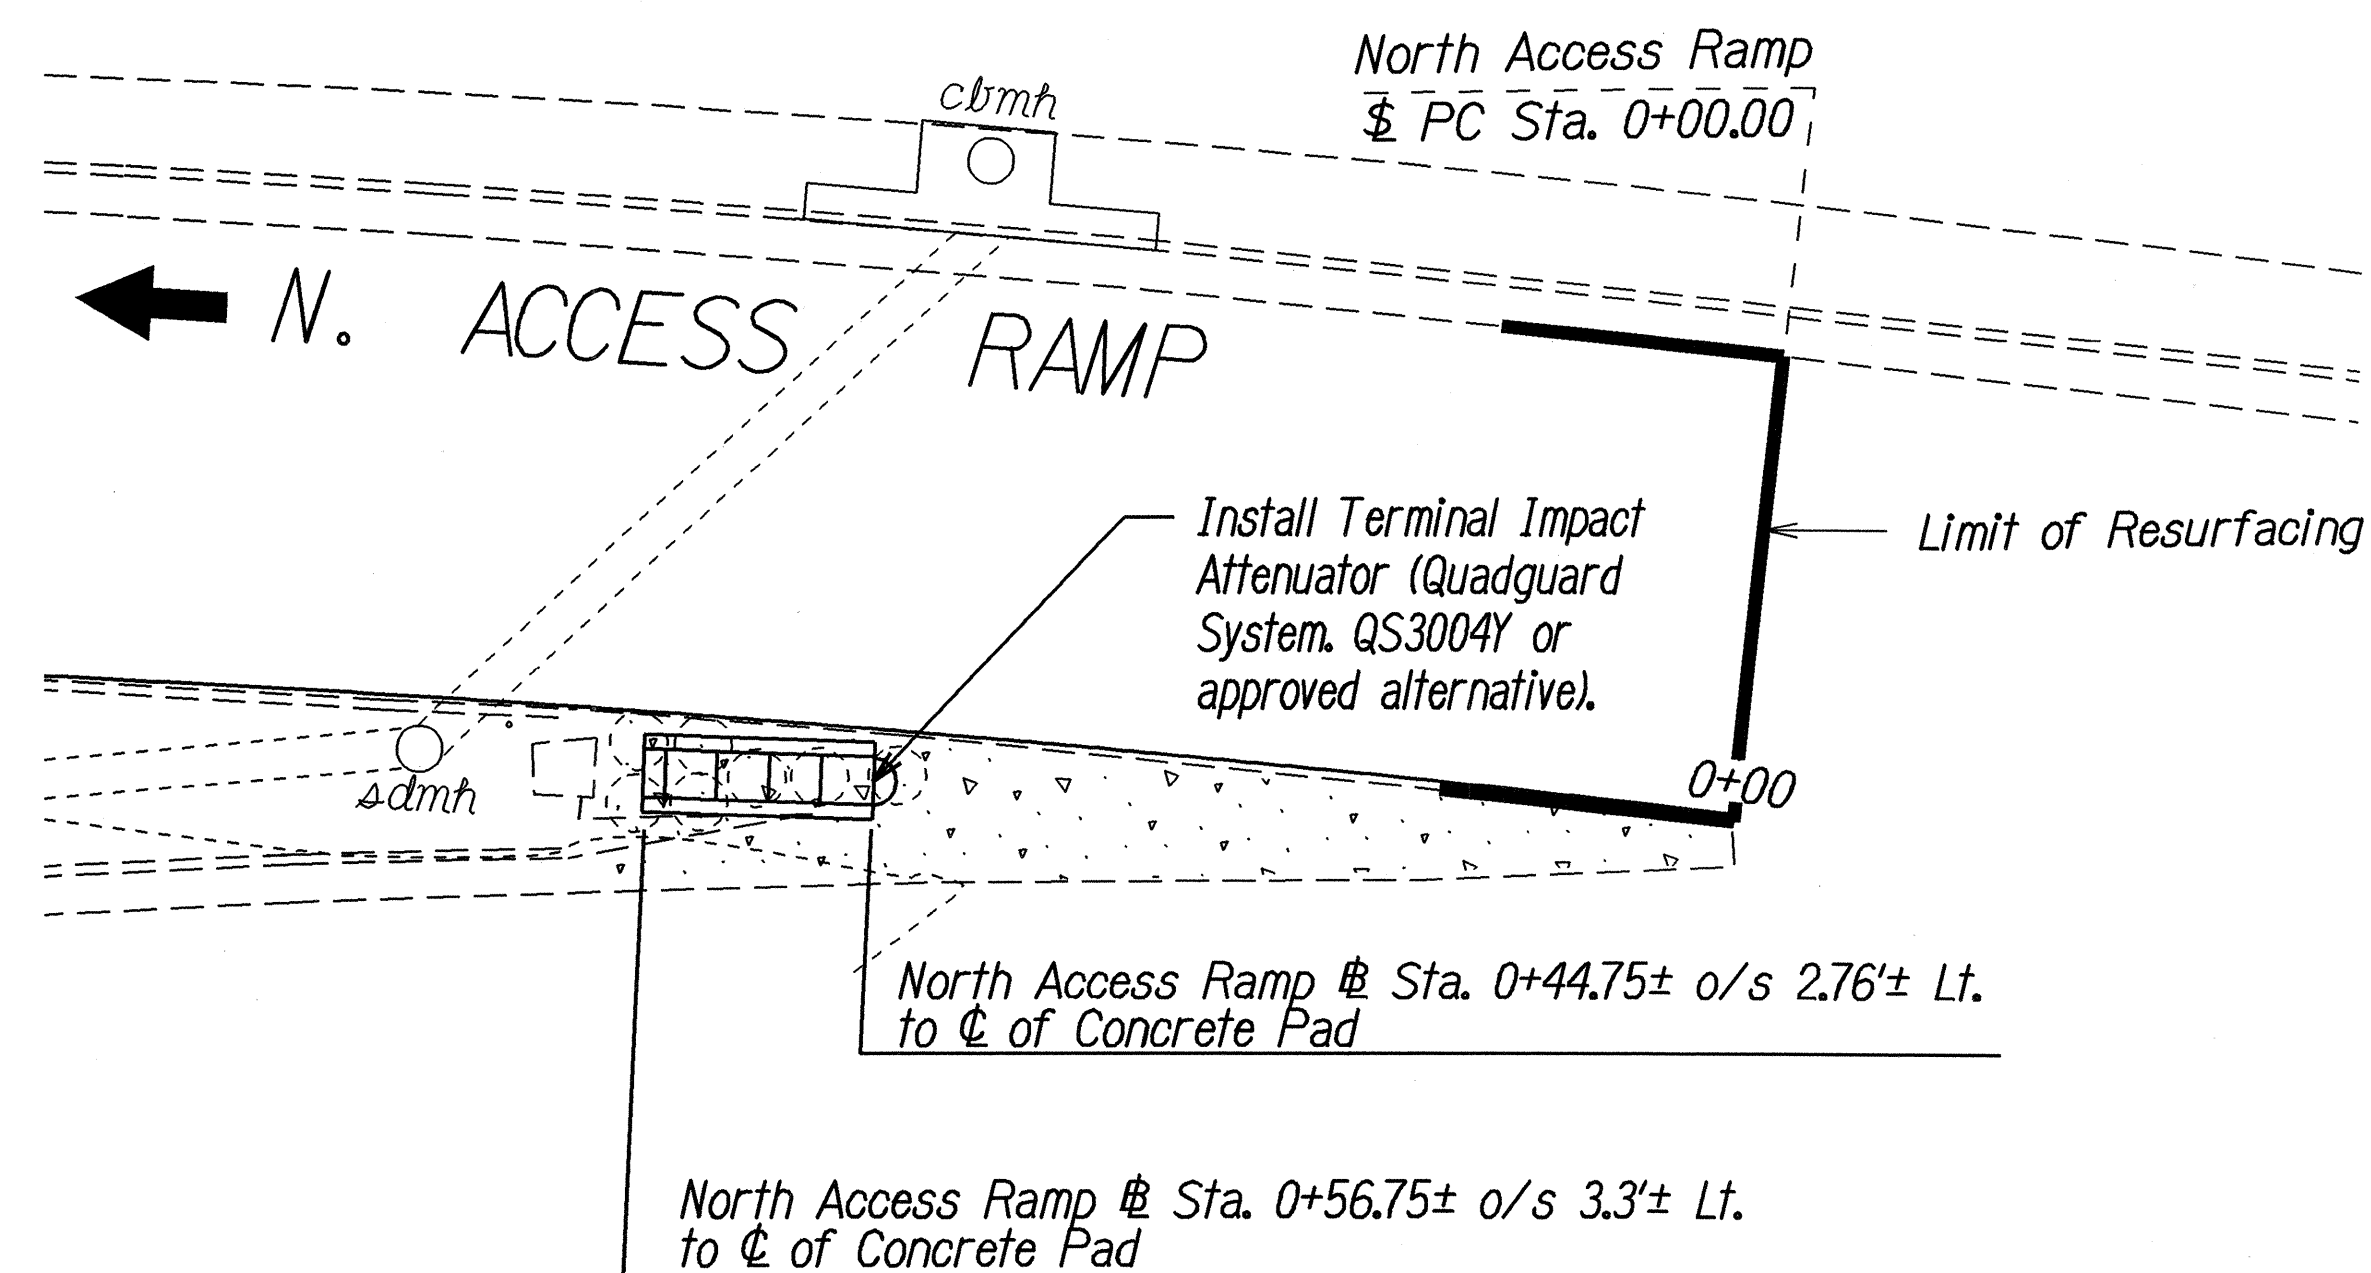 North Access Ramp
℄ PC Sta. 0+00.00
cbmh
N. ACCESS RAMP
Install Terminal Impact
Attenuator (Quadguard
System. QS3004Y or
approved alternative).
Limit of Resurfacing
0+00
sdmh
North Access Ramp ⅊ Sta. 0+44.75± o/s 2.76'± Lt.
to ℄ of Concrete Pad
North Access Ramp ⅊ Sta. 0+56.75± o/s 3.3'± Lt.
to ℄ of Concrete Pad